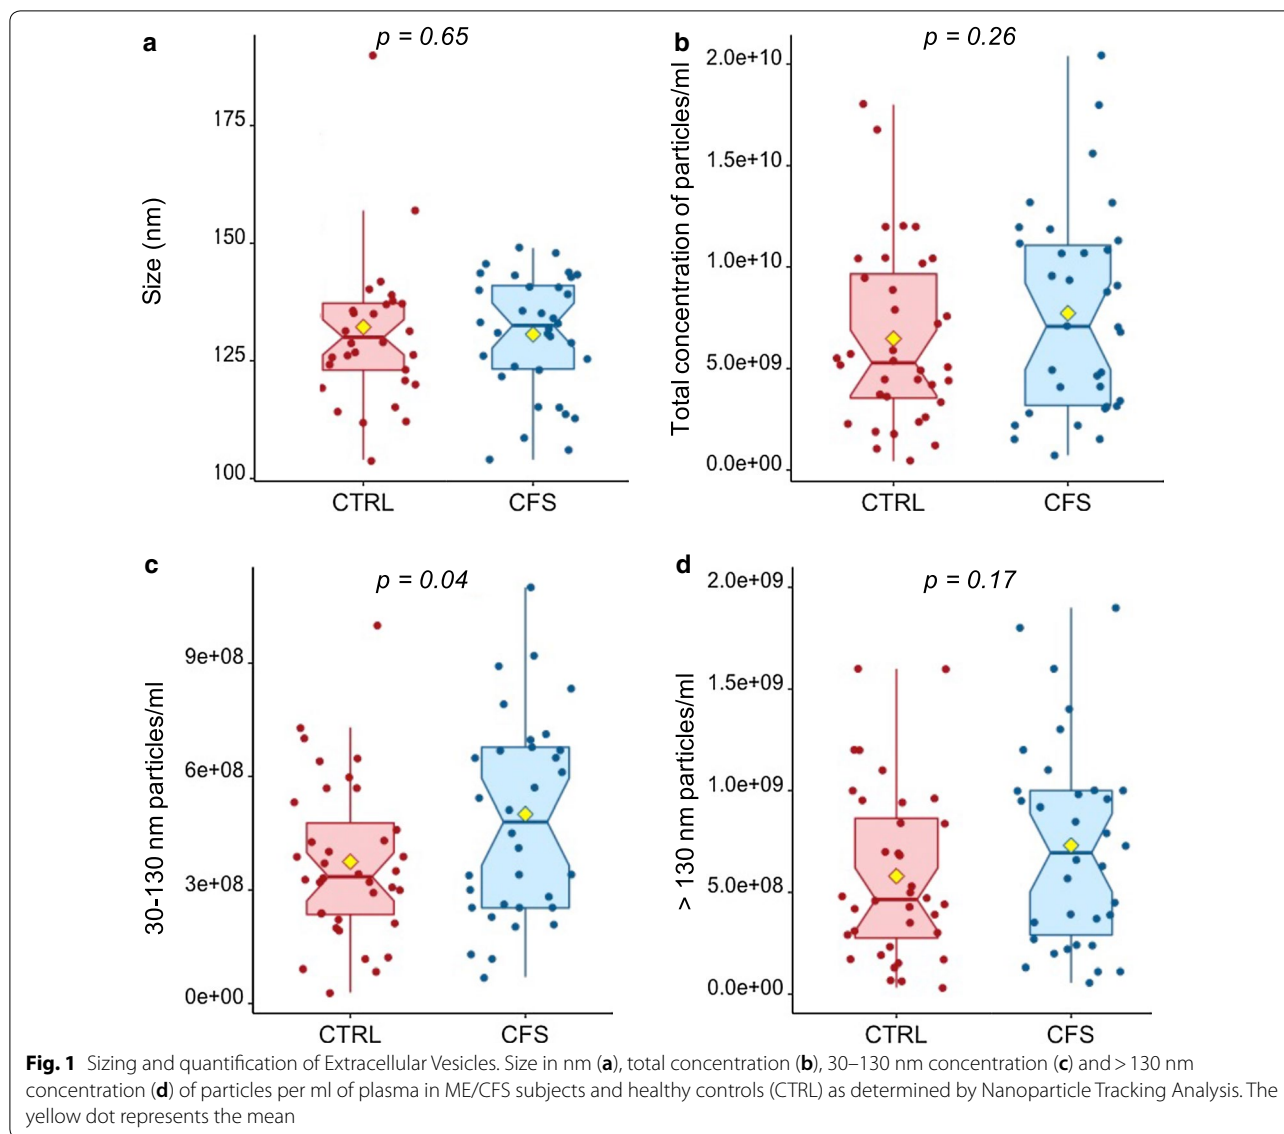 a
p = 0.65
Size (nm)
175
150
125
100
CTRL
CFS
b
p = 0.26
Total concentration of particles/ml
2.0e+10
1.5e+10
1.0e+10
5.0e+09
0.0e+00
CTRL
CFS
c
p = 0.04
30-130 nm particles/ml
9e+08
6e+08
3e+08
0e+00
CTRL
CFS
d
p = 0.17
> 130 nm particles/ml
2.0e+09
1.5e+09
1.0e+09
5.0e+08
0.0e+00
CTRL
CFS
Fig. 1 Sizing and quantification of Extracellular Vesicles. Size in nm (a), total concentration (b), 30–130 nm concentration (c) and > 130 nm
concentration (d) of particles per ml of plasma in ME/CFS subjects and healthy controls (CTRL) as determined by Nanoparticle Tracking Analysis. The
yellow dot represents the mean